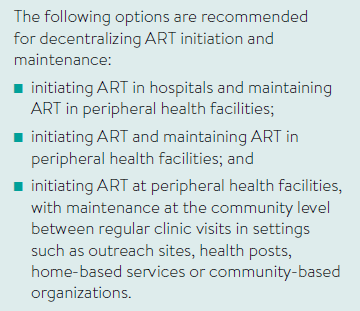 The following options are recommended
for decentralizing ART initiation and
maintenance:
■ initiating ART in hospitals and maintaining
ART in peripheral health facilities;
■ initiating ART and maintaining ART in
peripheral health facilities; and
■ initiating ART at peripheral health facilities,
with maintenance at the community level
between regular clinic visits in settings
such as outreach sites, health posts,
home-based services or community-based
organizations.